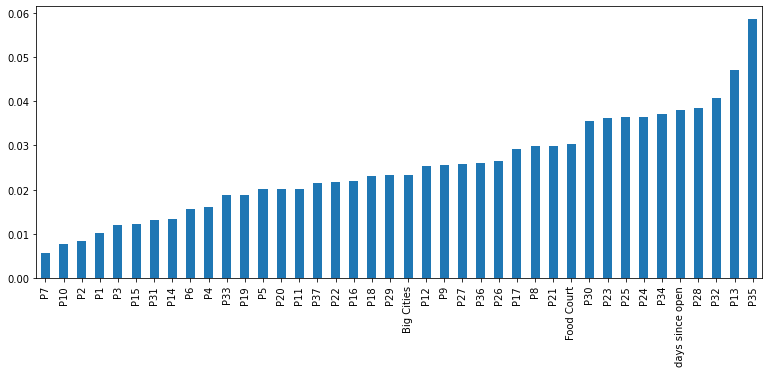 0.06
0.05
0.04
0.03
0.02
0.01
0.00
P7
P10
P2
P1
P3
P15
P31
P14
P6
P4
P33
P19
P5
P20
P11
P37
P22
P16
P18
P29
Big Cities
P12
P9
P27
P36
P26
P17
P8
P21
Food Court
P30
P23
P25
P24
P34
days since open
P28
P32
P13
P35